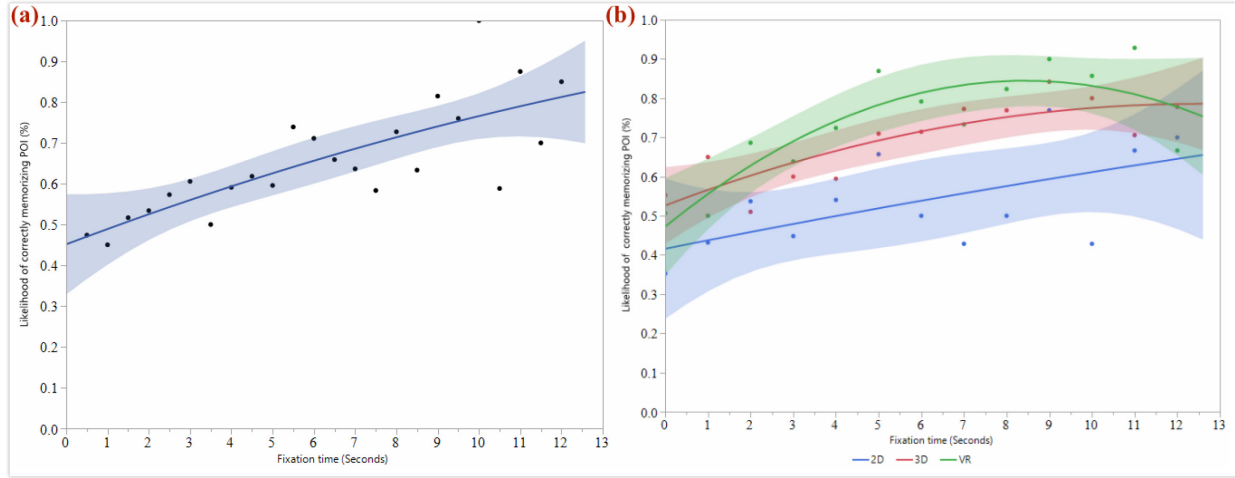 (a)
Likelihood of correctly memorizing POI (%)
1.0
0.9
0.8
0.7
0.6
0.5
0.4
0.3
0.2
0.1
0.0
0 1 2 3 4 5 6 7 8 9 10 11 12 13
Fixation time (Seconds)
(b)
Likelihood of correctly memorizing POI (%)
1.0
0.9
0.8
0.7
0.6
0.5
0.4
0.3
0.2
0.1
0.0
0 1 2 3 4 5 6 7 8 9 10 11 12 13
Fixation time (Seconds)
2D 3D VR